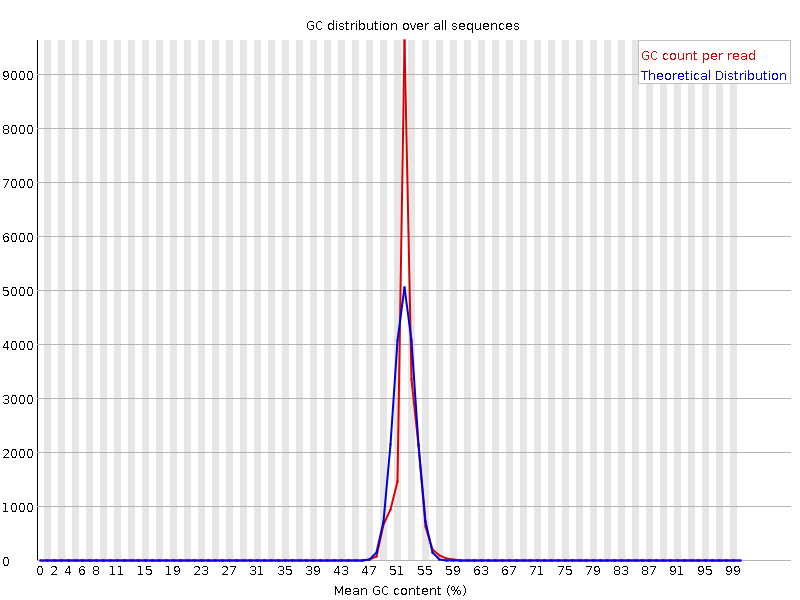 GC distribution over all sequences
GC count per read
Theoretical Distribution
9000
8000
7000
6000
5000
4000
3000
2000
1000
0
0 2 4 6 8 11 15 19 23 27 31 35 39 43 47 51 55 59 63 67 71 75 79 83 87 91 95 99
Mean GC content (%)